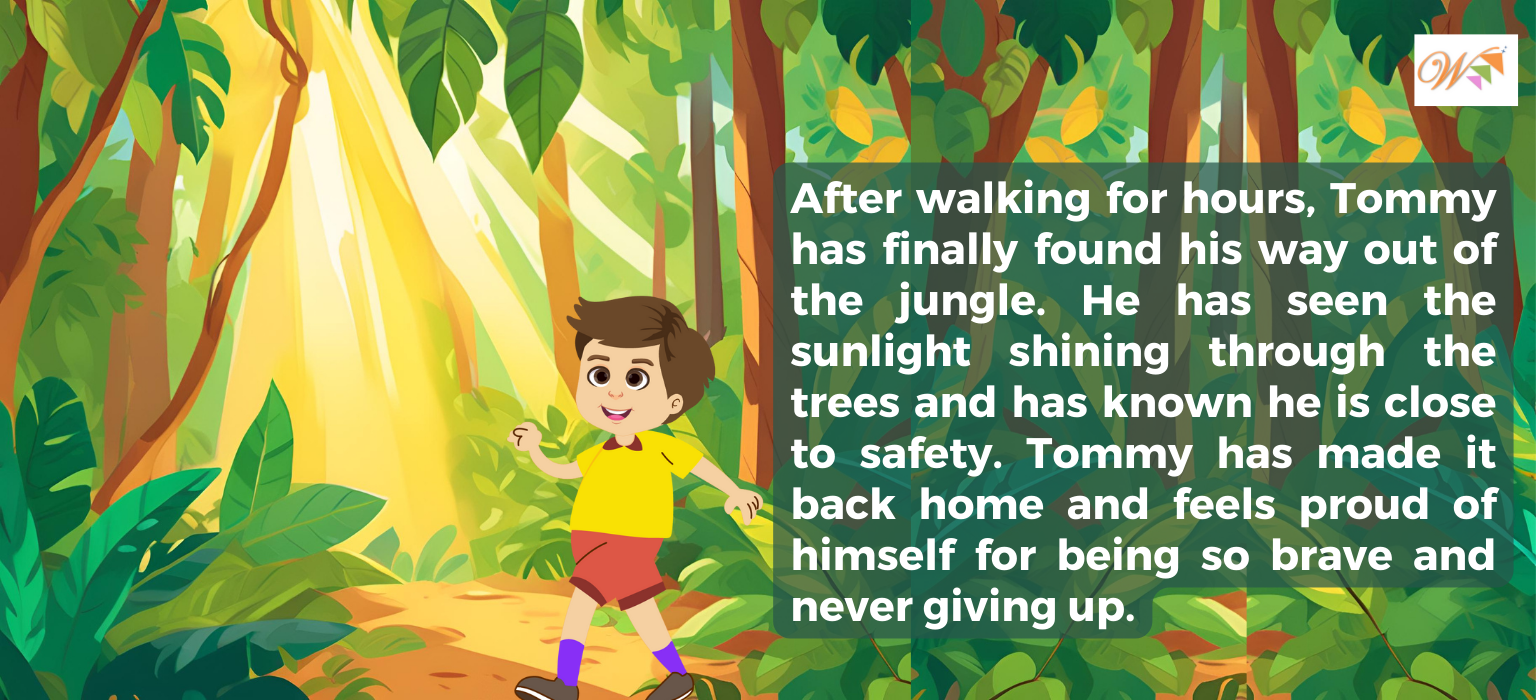 W
After walking for hours, Tommy
has finally found his way out of
the jungle. He has seen the
sunlight shining through the
trees and has known he is close
to safety. Tommy has made it
back home and feels proud of
himself for being so brave and
never giving up.